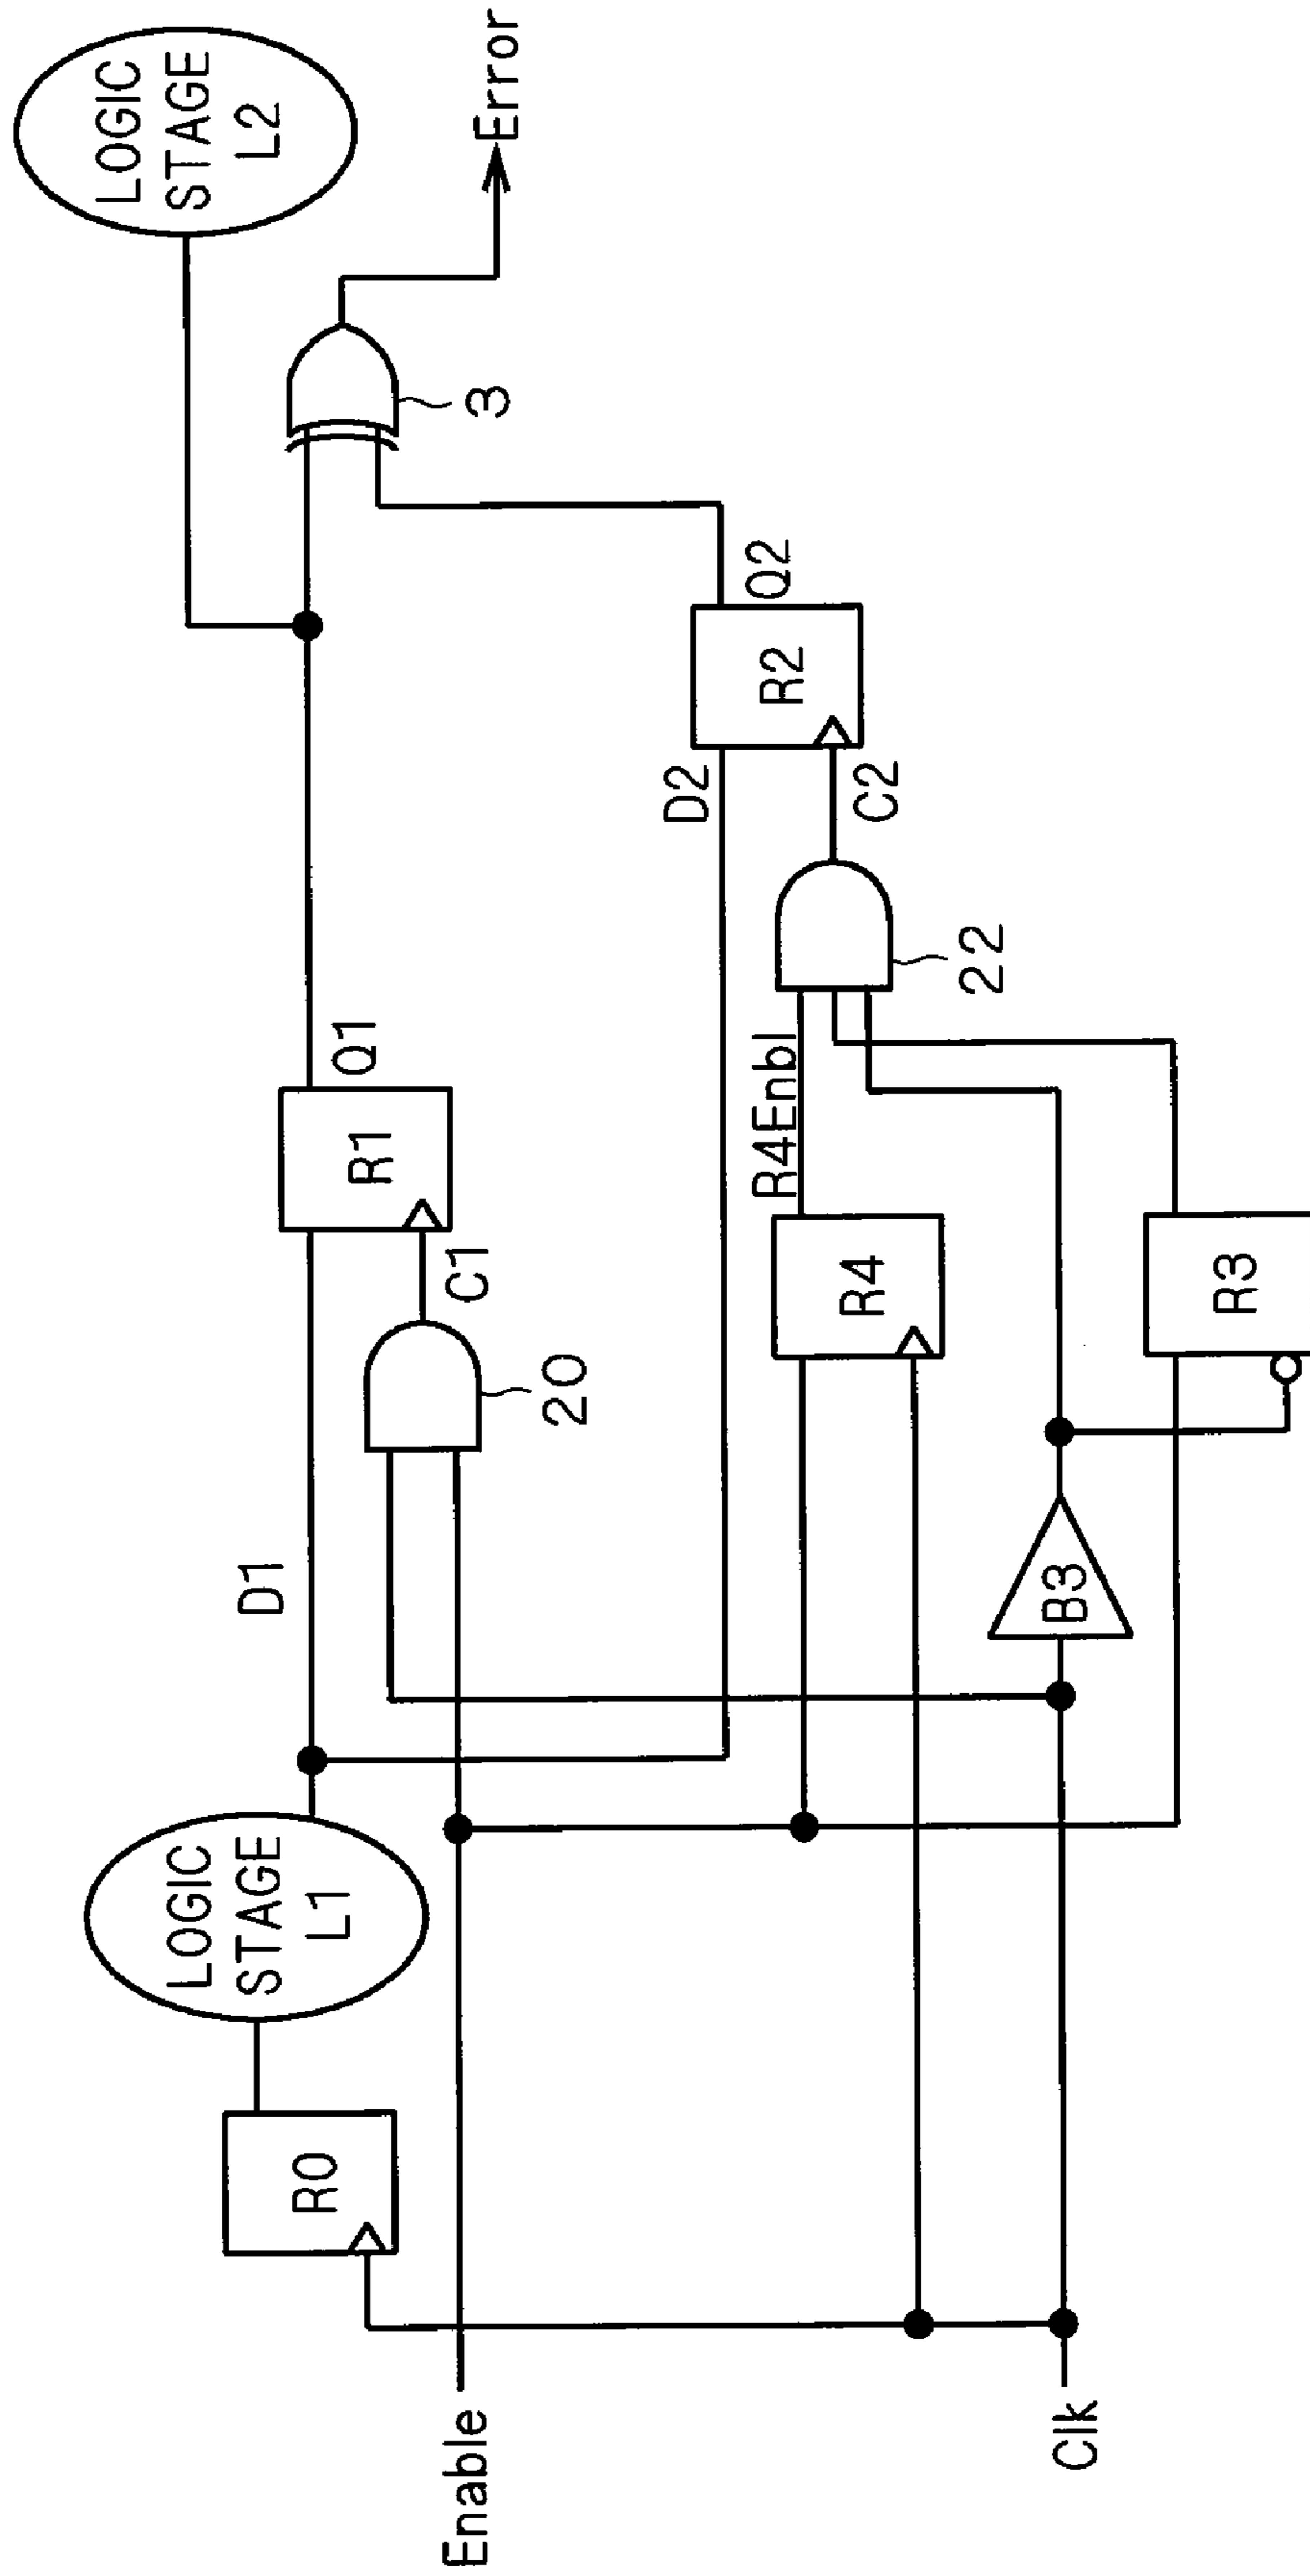 LOGIC
STAGE
L2
Error
3
Q2
R2
D2
C2
22
Q1
R1
C1
20
R4Enbl
R4
R3
D1
B3
LOGIC
STAGE
L1
R0
Enable
Clk